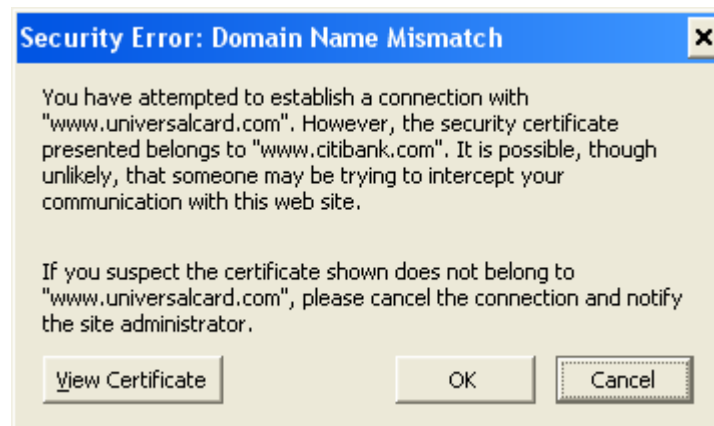 Security Error: Domain Name Mismatch
You have attempted to establish a connection with
"www.universalcard.com". However, the security certificate
presented belongs to "www.citibank.com". It is possible, though
unlikely, that someone may be trying to intercept your
communication with this web site.
If you suspect the certificate shown does not belong to
"www.universalcard.com", please cancel the connection and notify
the site administrator.
View Certificate OK Cancel